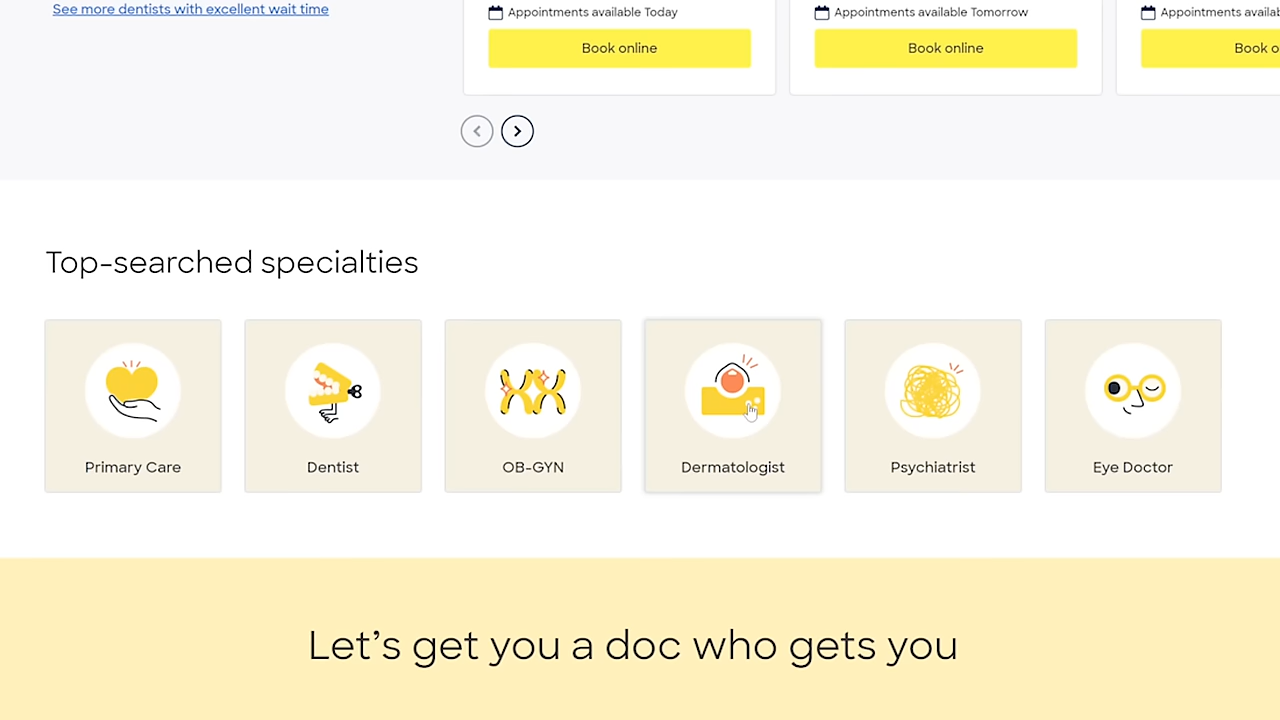 See more dentists with excellent wait time
Appointments available Today
Appointments available Tomorrow
Book online
Book online
Top-searched specialties
Primary Care
Dentist
OB-GYN
Dermatologist
Psychiatrist
Eye Doctor
Let's get you a doc who gets you